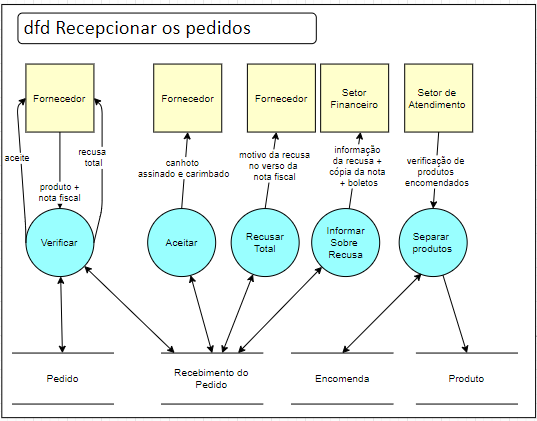 dfd Recepcionar os pedidos
Fornecedor
Fornecedor
Fornecedor
Setor
Financeiro
Setor de
Atendimento
aceite
recusa
total
produto +
nota fiscal
canhoto
assinado e carimbado
motivo da recusa
no verso da
nota fiscal
informação
da recusa +
cópia da nota
+ boletos
verificação de
produtos
encomendados
Verificar
Aceitar
Recusar
Total
Informar
Sobre
Recusa
Separar
produtos
Pedido
Recebimento do
Pedido
Encomenda
Produto